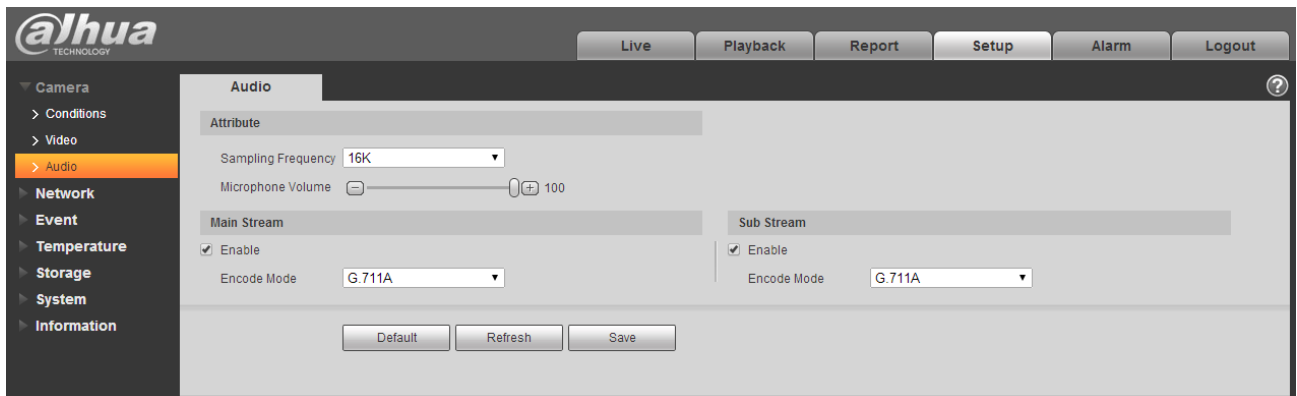 alhua
TECHNOLOGY
Live Playback Report Setup Alarm Logout
Camera
Conditions
Video
Audio
Network
Event
Temperature
Storage
System
Information
Audio
?
Attribute
Sampling Frequency 16K
Microphone Volume 100
Main Stream
Enable
Encode Mode G.711A
Sub Stream
Enable
Encode Mode G.711A
Default Refresh Save